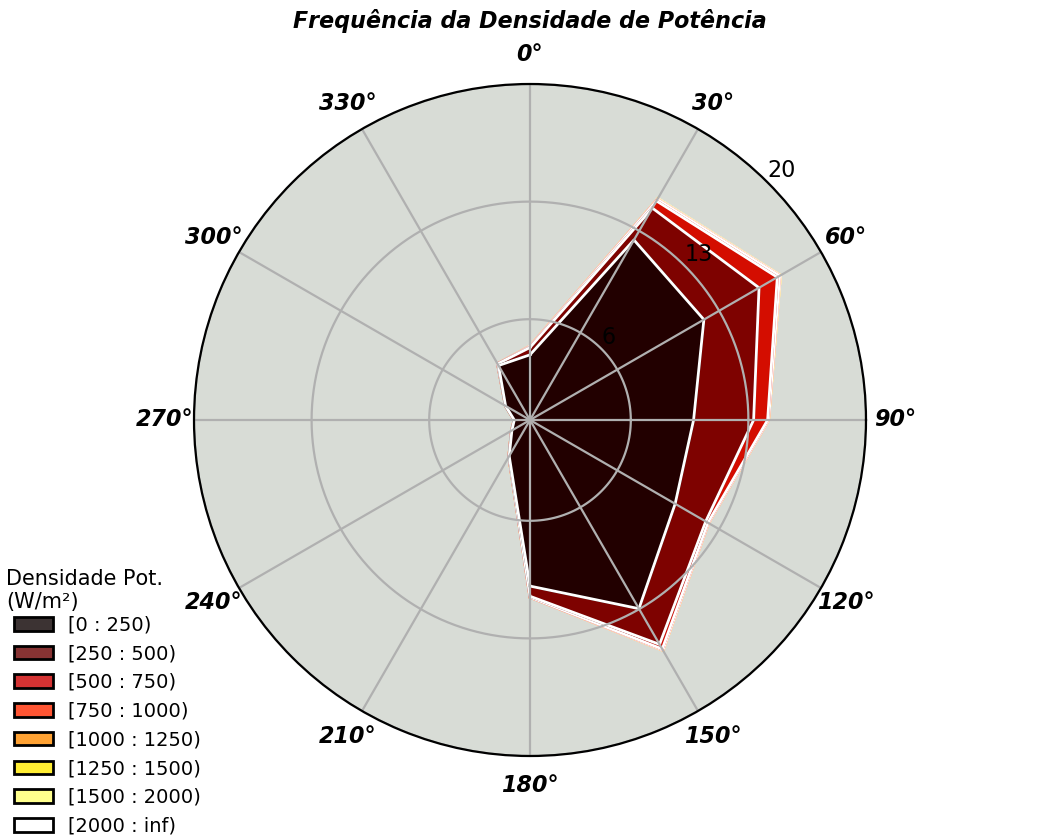 Frequência da Densidade de Potência
0°
330°
30°
20
300°
60°
13
6
270°
90°
240°
120°
210°
150°
180°
Densidade Pot.
(W/m²)
[0 : 250)
[250 : 500)
[500 : 750)
[750 : 1000)
[1000 : 1250)
[1250 : 1500)
[1500 : 2000)
[2000 : inf)